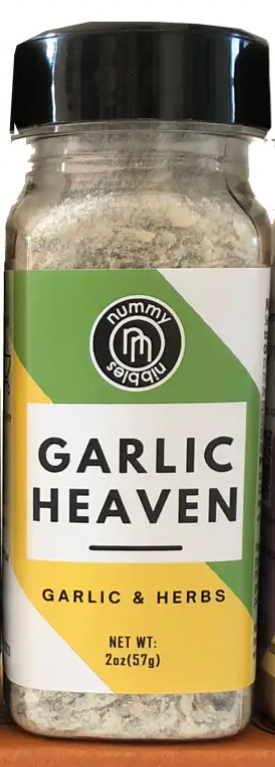 nummy
nibbles
GARLIC
HEAVEN
GARLIC & HERBS
NET WT:
2oz(57g)